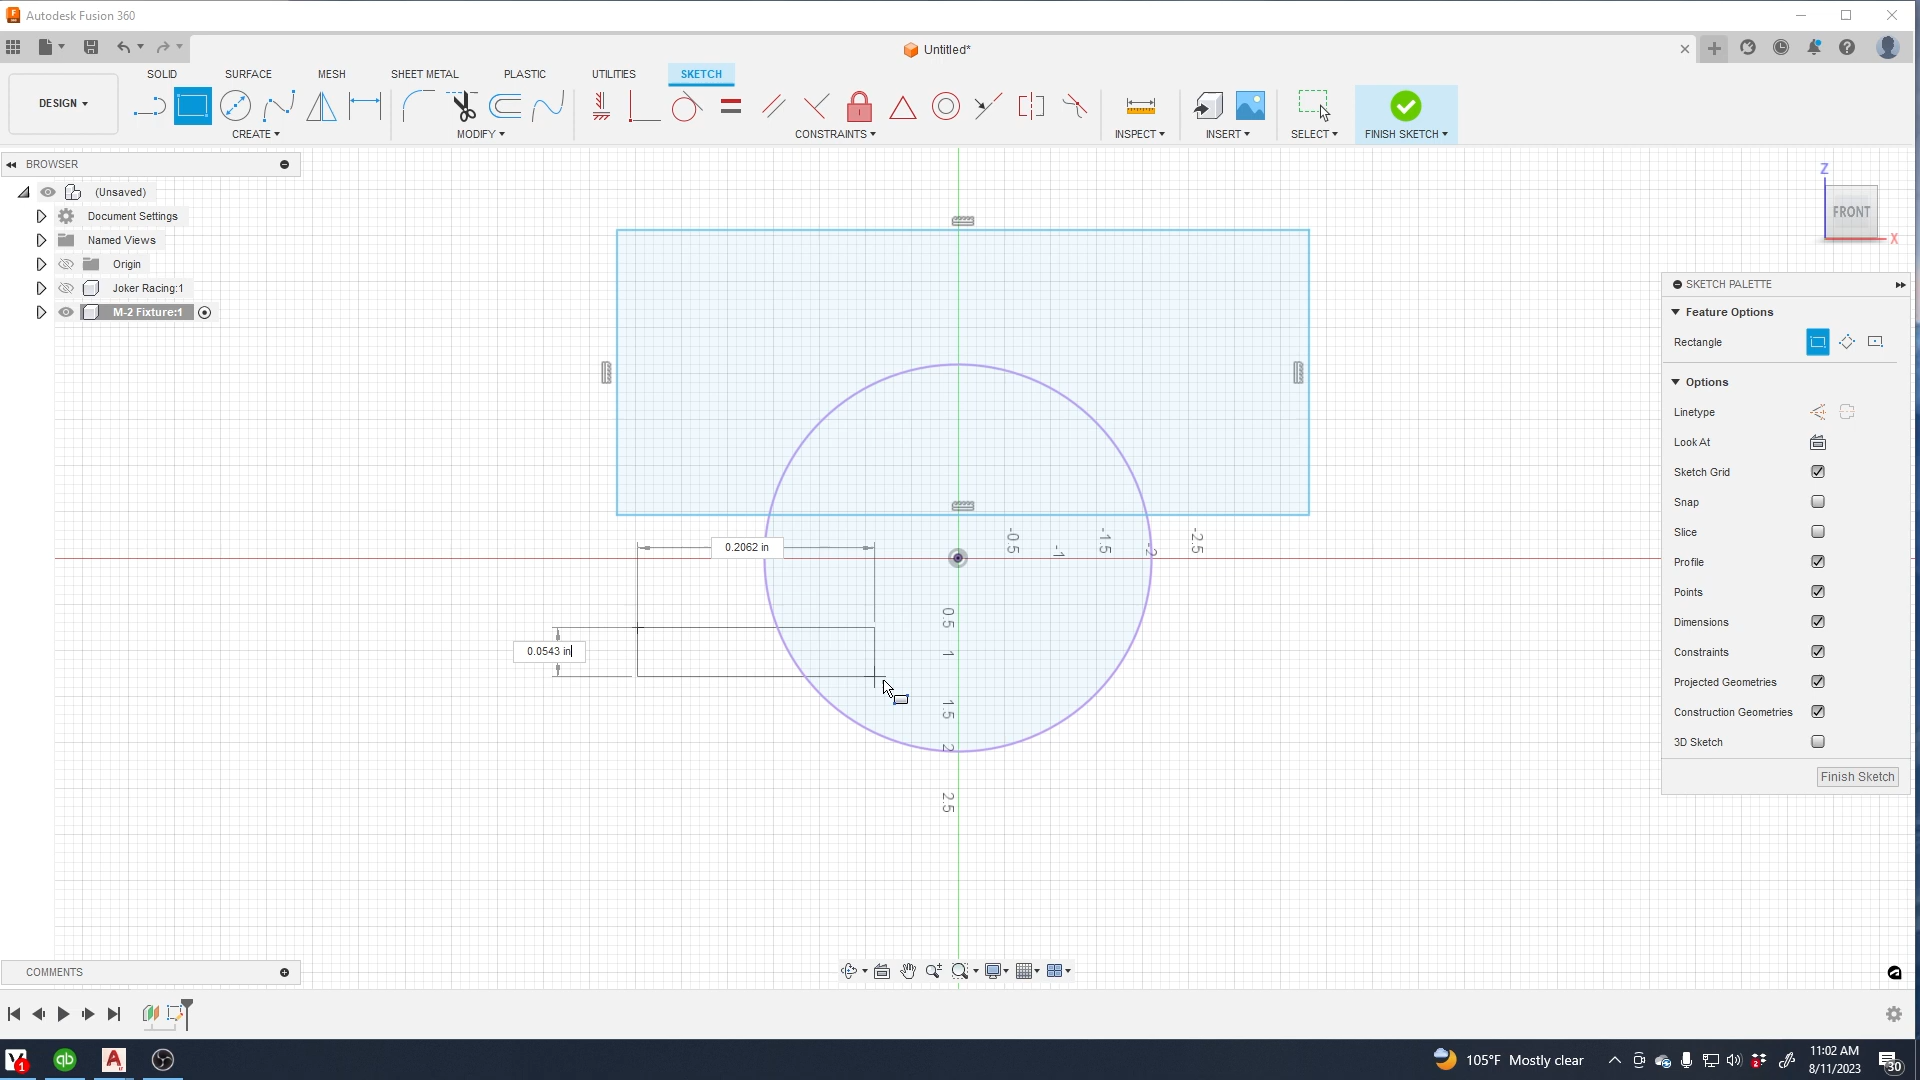 Autodesk Fusion 360
Untitled*
SOLID SURFACE MESH SHEET METAL PLASTIC UTILITIES SKETCH
DESIGN
CREATE MODIFY CONSTRAINTS INSPECT INSERT SELECT FINISH SKETCH
BROWSER
(Unsaved)
Document Settings
Named Views
Origin
Joker Racing:1
M-2 Fixture:1
Z
FRONT
X
SKETCH PALETTE
Feature Options
Rectangle
Options
Linetype
Look At
Sketch Grid
Snap
Slice
Profile
Points
Dimensions
Constraints
Projected Geometries
Construction Geometries
3D Sketch
Finish Sketch
-0.5 -1 -1.5 -2 -2.5
0.2062 in
0.0543 in
0.5
1
1.5
2
2.5
COMMENTS
1
105°F Mostly clear
11:02 AM
8/11/2023
30